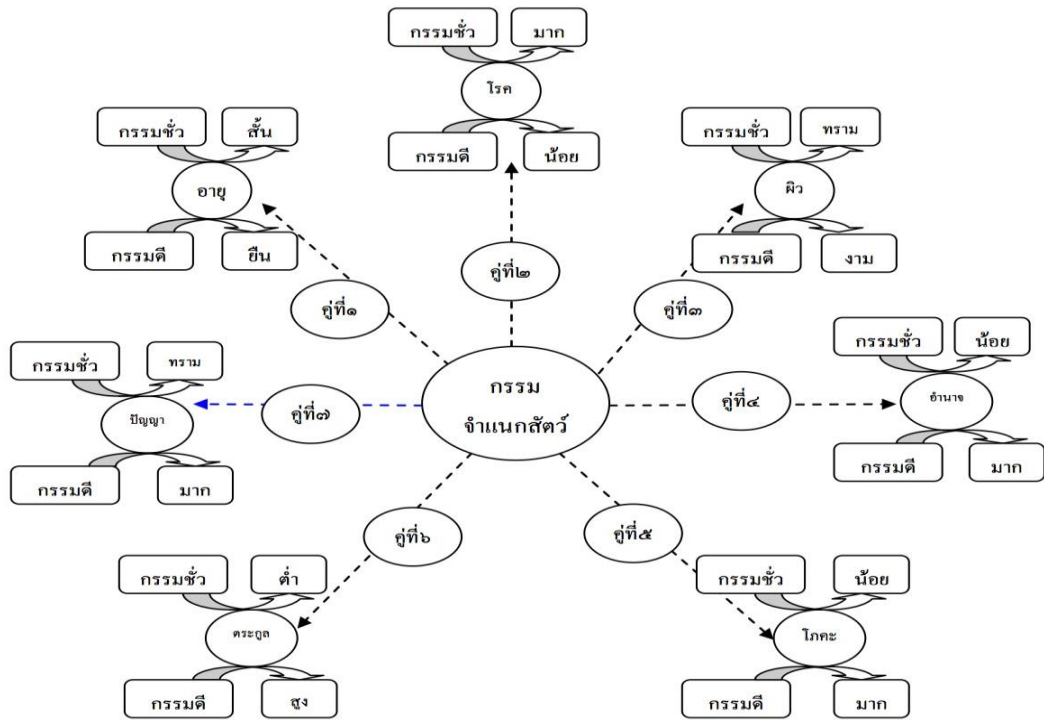 กรรมชั่ว
มาก
โรค
กรรมดี
น้อย
กรรมชั่ว
สั้น
อายุ
กรรมดี
ยืน
กรรมชั่ว
ทราม
ผิว
กรรมดี
งาม
คู่ที่๑
คู่ที่๒
คู่ที่๓
กรรมชั่ว
ทราม
ปัญญา
กรรมดี
มาก
คู่ที่๗
กรรม
จำแนกสัตว์
คู่ที่๔
กรรมชั่ว
น้อย
อำนาจ
กรรมดี
มาก
คู่ที่๖
คู่ที่๕
กรรมชั่ว
ต่ำ
ตระกูล
กรรมดี
สูง
กรรมชั่ว
น้อย
โภคะ
กรรมดี
มาก